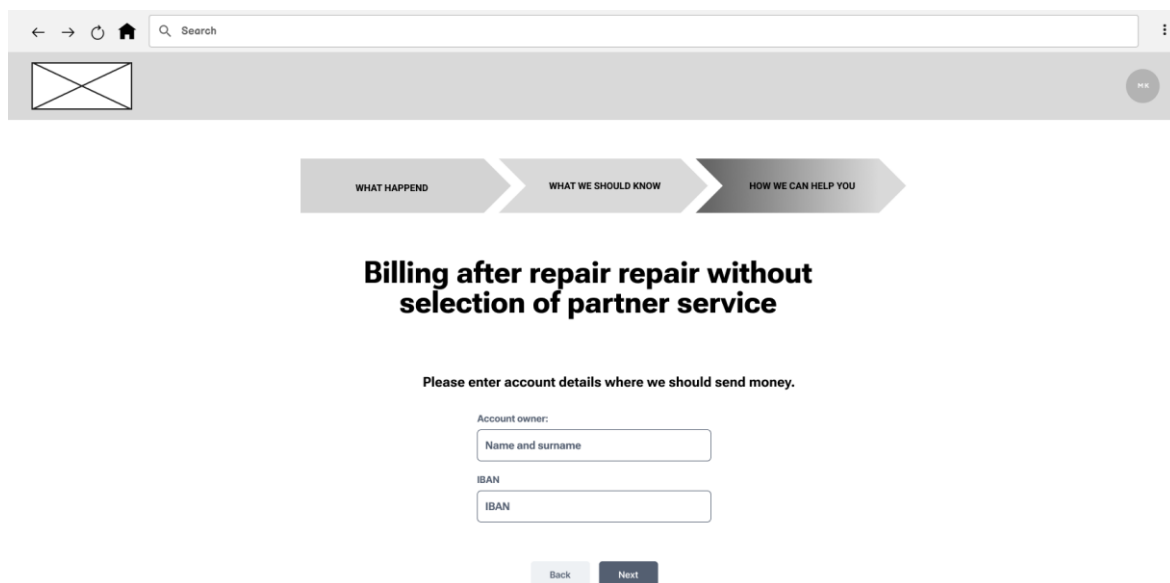 Search
MK
WHAT HAPPEND
WHAT WE SHOULD KNOW
HOW WE CAN HELP YOU
Billing after repair repair without
selection of partner service
Please enter account details where we should send money.
Account owner:
Name and surname
IBAN
IBAN
Back
Next